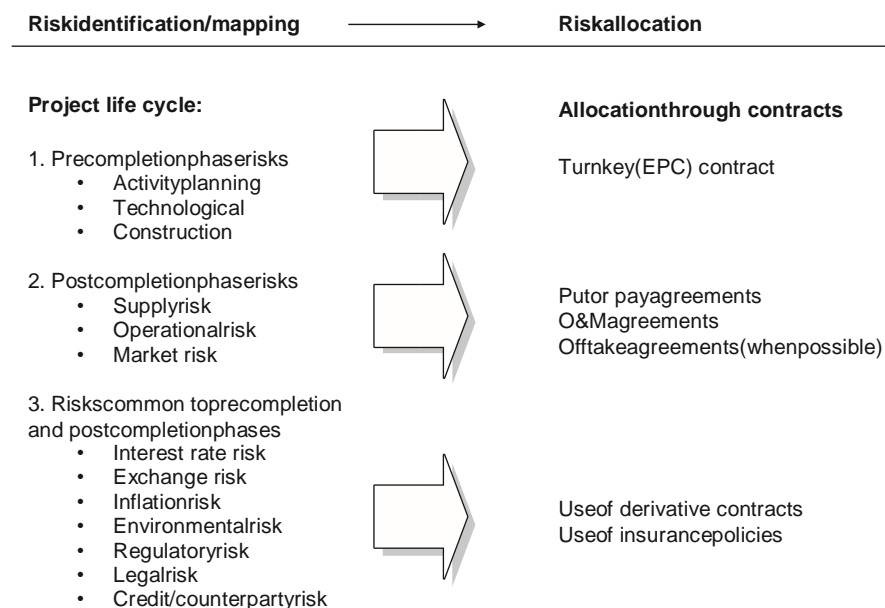 Riskidentification/mapping
Riskallocation
Project life cycle:
Allocationthrough contracts
1. Precompletionphaserisks
• Activityplanning
• Technological
• Construction
Turnkey(EPC) contract
2. Postcompletionphaserisks
• Supplyrisk
• Operationalrisk
• Market risk
Putor payagreements
O&Magreements
Offtakeagreements(whenpossible)
3. Riskscommon toprecompletion
and postcompletionphases
• Interest rate risk
• Exchange risk
• Inflationrisk
• Environmentalrisk
• Regulatoryrisk
• Legalrisk
• Credit/counterpartyrisk
Useof derivative contracts
Useof insurancepolicies